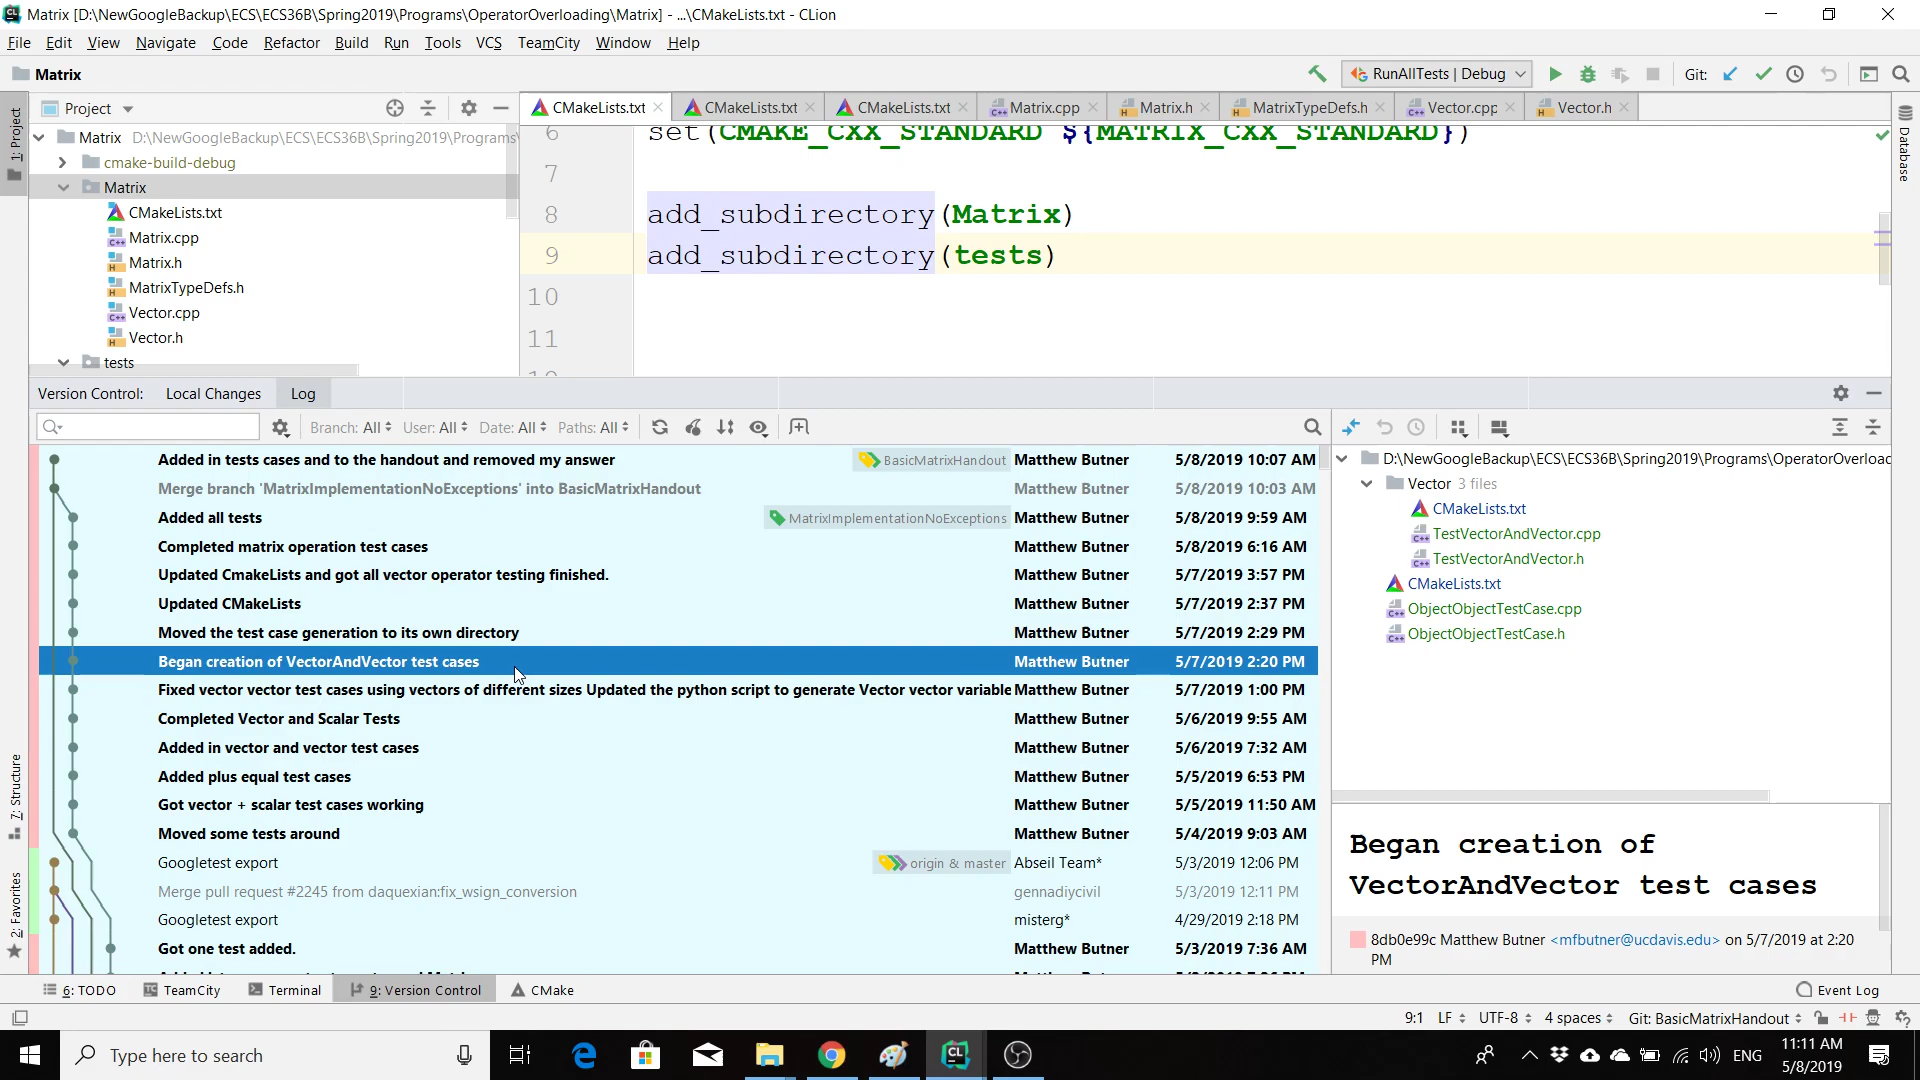 Matrix [D:\NewGoogleBackup\ECS\ECS36B\Spring2019\Programs\OperatorOverloading\Matrix] - ...\CMakeLists.txt - CLion
File Edit View Navigate Code Refactor Build Run Tools VCS TeamCity Window Help
Matrix
RunAllTests | Debug
Git:
1: Project
Project
CMakeLists.txt
CMakeLists.txt
CMakeLists.txt
Matrix.cpp
Matrix.h
MatrixTypeDefs.h
Vector.cpp
Vector.h
Database
Matrix D:\NewGoogleBackup\ECS\ECS36B\Spring2019\Programs
cmake-build-debug
Matrix
CMakeLists.txt
Matrix.cpp
Matrix.h
MatrixTypeDefs.h
Vector.cpp
Vector.h
tests
6 set(CMAKE_CXX_STANDARD ${MATRIX_CXX_STANDARD})
7
8 add_subdirectory(Matrix)
9 add_subdirectory(tests)
10
11
Version Control: Local Changes Log
Branch: All User: All Date: All Paths: All
Added in tests cases and to the handout and removed my answer BasicMatrixHandout Matthew Butner 5/8/2019 10:07 AM
Merge branch 'MatrixImplementationNoExceptions' into BasicMatrixHandout Matthew Butner 5/8/2019 10:03 AM
Added all tests MatrixImplementationNoExceptions Matthew Butner 5/8/2019 9:59 AM
Completed matrix operation test cases Matthew Butner 5/8/2019 6:16 AM
Updated CmakeLists and got all vector operator testing finished. Matthew Butner 5/7/2019 3:57 PM
Updated CMakeLists Matthew Butner 5/7/2019 2:37 PM
Moved the test case generation to its own directory Matthew Butner 5/7/2019 2:29 PM
Began creation of VectorAndVector test cases Matthew Butner 5/7/2019 2:20 PM
Fixed vector vector test cases using vectors of different sizes Updated the python script to generate Vector vector variable Matthew Butner 5/7/2019 1:00 PM
Completed Vector and Scalar Tests Matthew Butner 5/6/2019 9:55 AM
Added in vector and vector test cases Matthew Butner 5/6/2019 7:32 AM
Added plus equal test cases Matthew Butner 5/5/2019 6:53 PM
Got vector + scalar test cases working Matthew Butner 5/5/2019 11:50 AM
Moved some tests around Matthew Butner 5/4/2019 9:03 AM
Googletest export origin & master Abseil Team* 5/3/2019 12:06 PM
Merge pull request #2245 from daquexian:fix_wsign_conversion gennadiycivil 5/3/2019 12:11 PM
Googletest export misterg* 4/29/2019 2:18 PM
Got one test added. Matthew Butner 5/3/2019 7:36 AM
D:\NewGoogleBackup\ECS\ECS36B\Spring2019\Programs\OperatorOverloac
Vector 3 files
CMakeLists.txt
TestVectorAndVector.cpp
TestVectorAndVector.h
CMakeLists.txt
ObjectObjectTestCase.cpp
ObjectObjectTestCase.h
Began creation of
VectorAndVector test cases
8db0e99c Matthew Butner <mfbutner@ucdavis.edu> on 5/7/2019 at 2:20
PM
7: Structure
2: Favorites
6: TODO TeamCity Terminal 9: Version Control CMake Event Log
9:1 LF UTF-8 4 spaces Git: BasicMatrixHandout
Type here to search
ENG
11:11 AM
5/8/2019